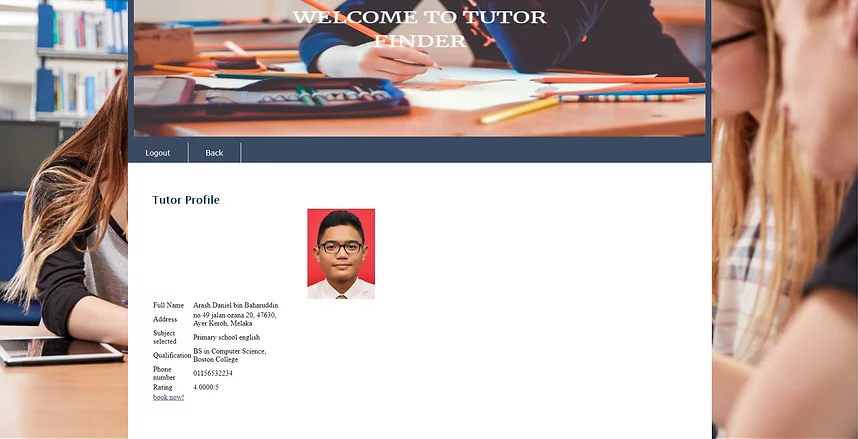 WELCOME TO TUTOR
FINDER
Logout
Back
Tutor Profile
Full Name Arash Daniel bin Baharuddin
Address no 49 jalan ozana 20, 47630,
Ayer Keroh, Melaka
Subject
selected Primary school english
Qualification BS in Computer Science,
Boston College
Phone
number 01156532234
Rating 4.0000/5
book now!